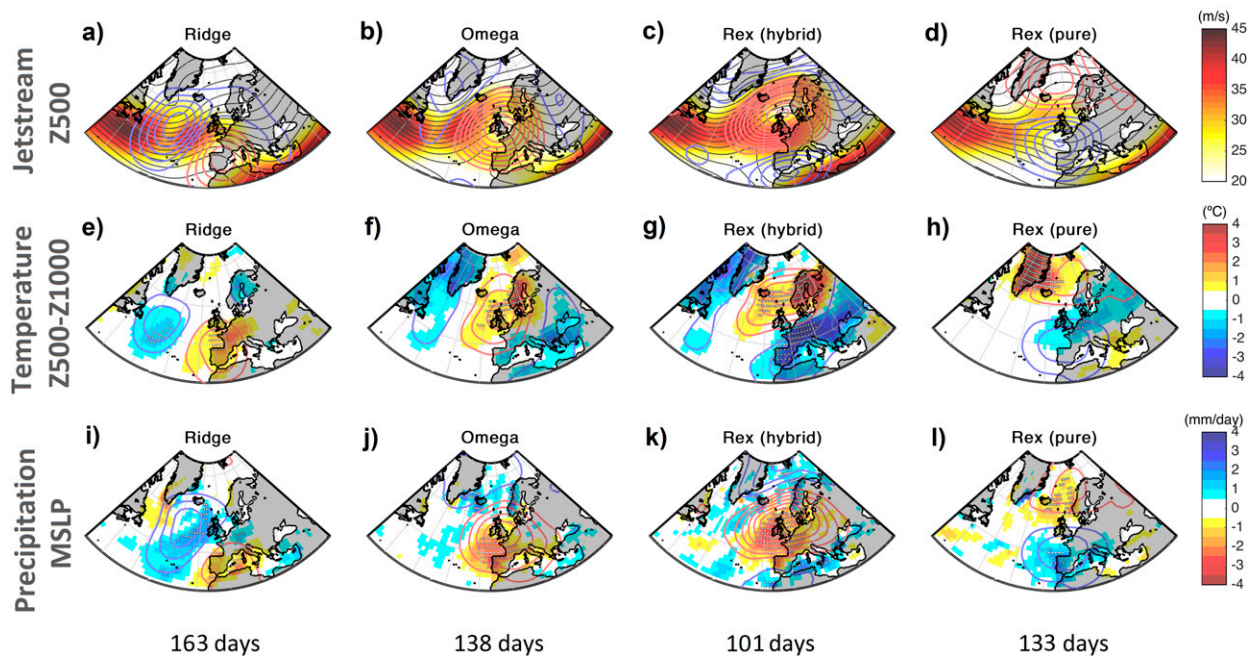 Jetstream
Z500
a) Ridge
b) Omega
c) Rex (hybrid)
d) Rex (pure)
(m/s)
45
40
35
30
25
20
Temperature
Z500-Z1000
e) Ridge
f) Omega
g) Rex (hybrid)
h) Rex (pure)
(ºC)
4
3
2
1
0
-1
-2
-3
-4
Precipitation
MSLP
i) Ridge
j) Omega
k) Rex (hybrid)
l) Rex (pure)
(mm/day)
4
3
2
1
0
-1
-2
-3
-4
163 days
138 days
101 days
133 days